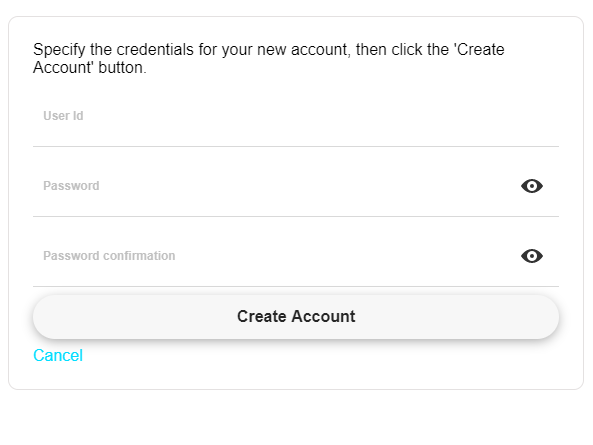 Specify the credentials for your new account, then click the 'Create
Account' button.
User Id
Password
Password confirmation
Create Account
Cancel